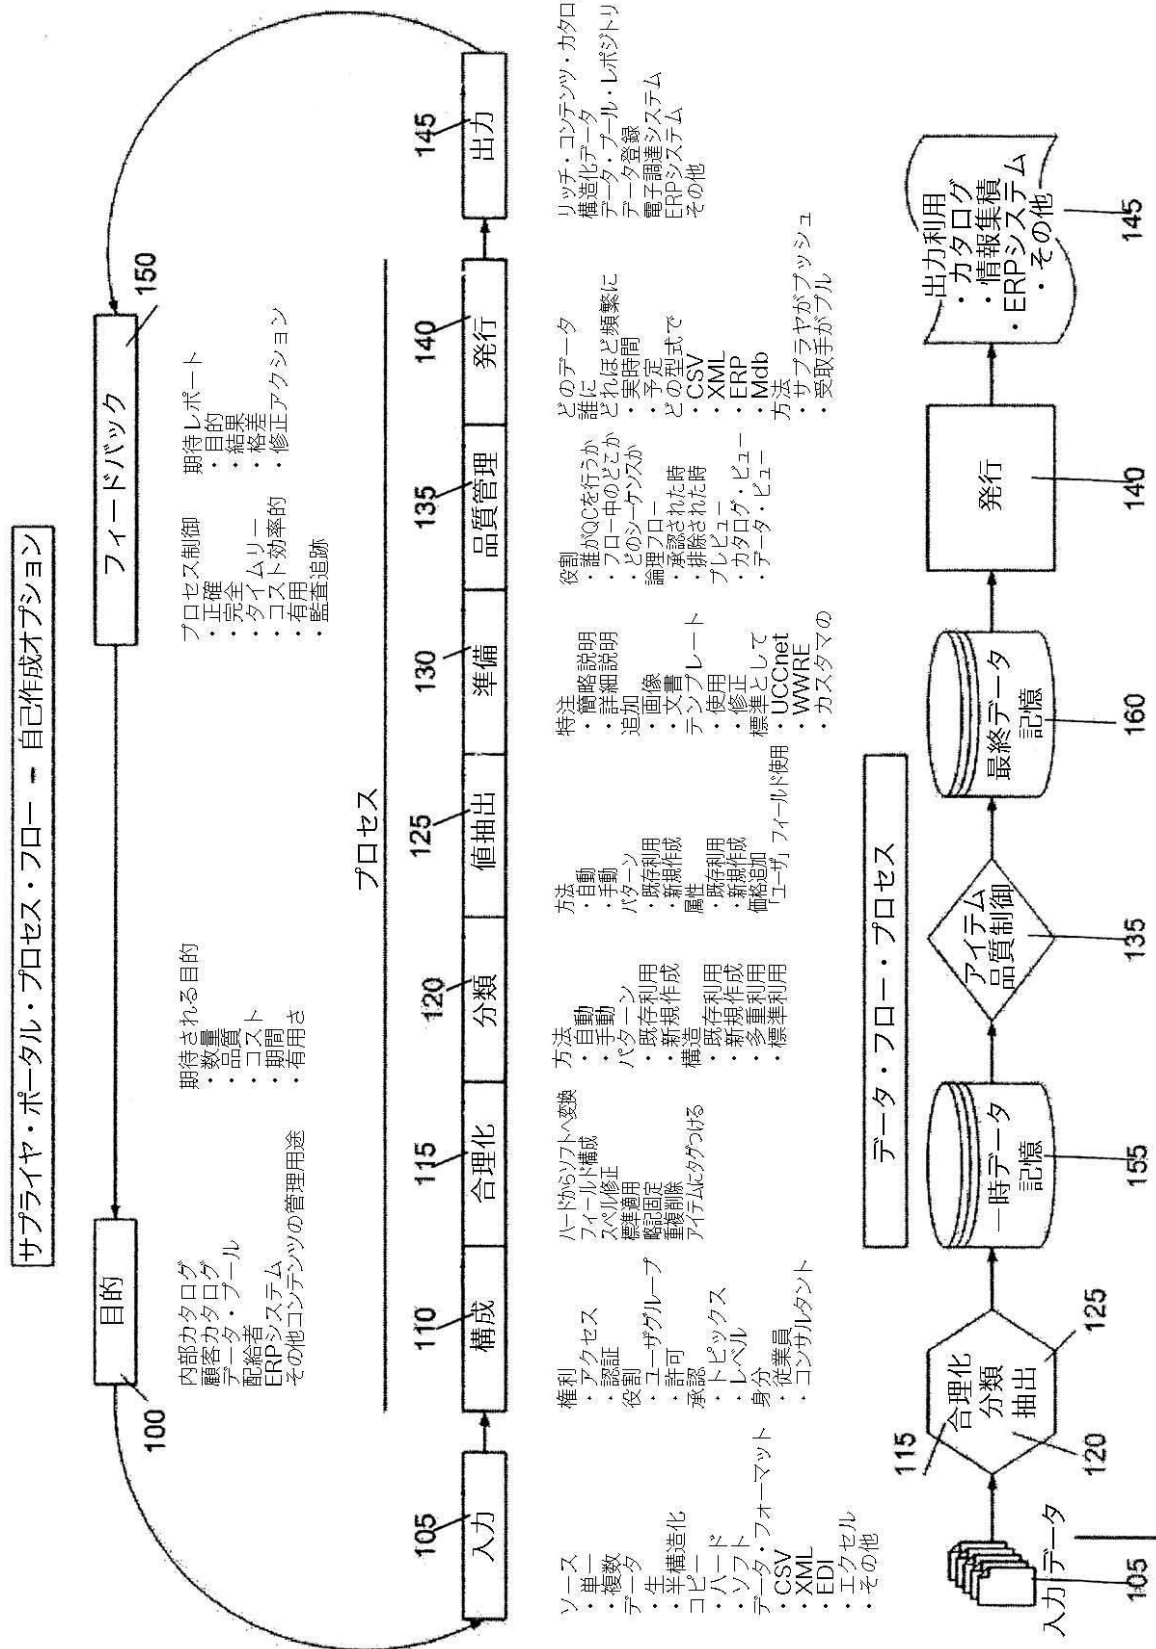 サプライヤ・ポータル・プロセス・フロー － 自己作成オプション
目的
100
内部カタログ
顧客カタログ
データ・プール
配給者
ERPシステム
その他コンテンツの管理用途
期待される目的
・数量
・品質
・コスト
・期間
・有用さ
フィードバック
150
プロセス制御
・正確
・完全
・タイムリー
・コスト効率的
・有用
・監査追跡
期待レポート
・目的
・結果
・格差
・修正アクション
プロセス
105
入力
110
構成
115
合理化
120
分類
125
値抽出
130
準備
135
品質管理
140
発行
145
出力
ソース
・単一
・複数
データ
・生
・半構造化
コピー
・ハード
・ソフト
データ・フォーマット
・CSV
・XML
・EDI
・エクセル
・その他
権利
・アクセス
・認証
役割
・ユーザグループ
・許可
承認
・トピックス
・レベル
身分
・従業員
・コンサルタント
ハードからソフトへ変換
フィールド構成
スペル修正
標準適用
略記固定
重複削除
アイテムにタグつける
方法
・自動
・手動
パターン
・既存利用
・新規作成
構造
・既存利用
・新規作成
・多重利用
・標準利用
方法
・自動
・手動
パターン
・既存利用
・新規作成
属性
・既存利用
・新規作成
価格追加
「ユーザ」フィールド使用
特注
・簡略説明
・詳細説明
追加
・画像
・文書
テンプレート
・使用
・修正
標準として
・UCCnet
・WWRE
・カスタマの
役割
・誰がQCを行うか
・フロー中のどこか
・どのシーケンスか
論理フロー
・承認された時
・排除された時
プレビュー
・カタログ・ビュー
・データ・ビュー
どのデータ
誰に
どれほど頻繁に
・実時間
・予定
どの型式で
・CSV
・XML
・ERP
・Mdb
方法
・サプライヤがプッシュ
・受取手がプル
リッチ・コンテンツ・カタロ
構造化データ
データ・プール・レポジトリ
データ登録
電子調達システム
ERPシステム
その他
データ・フロー・プロセス
入力データ
105
115
合理化
分類
抽出
120
125
一時データ
記憶
155
アイテム
品質制御
135
最終データ
記憶
160
発行
140
出力利用
・カタログ
・情報集積
・ERPシステム
・その他
145